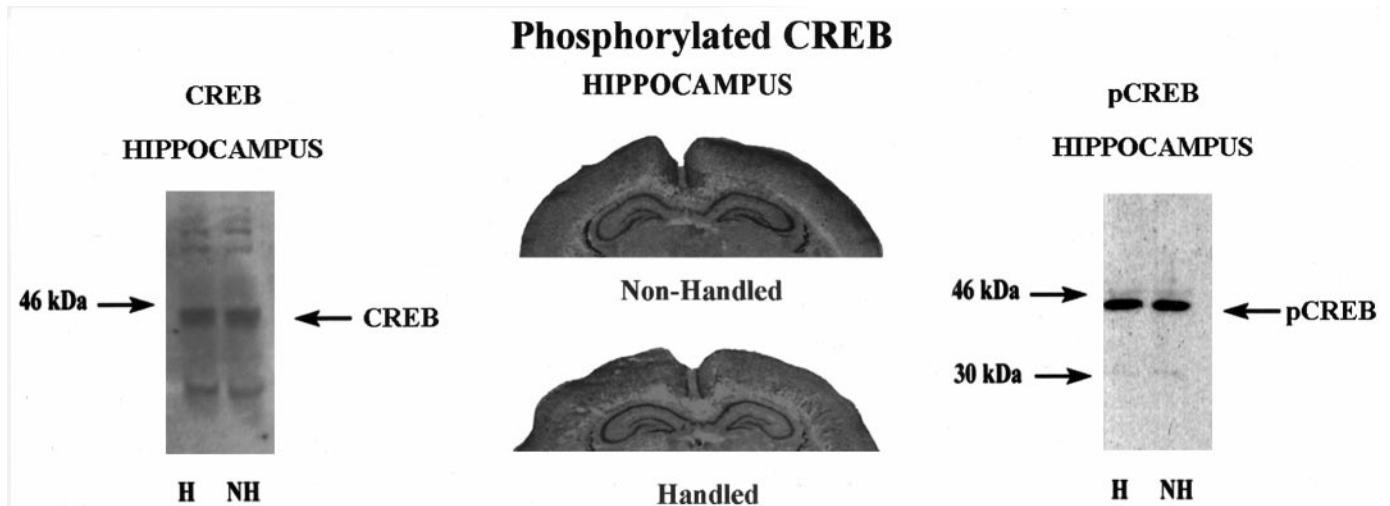 Phosphorylated CREB
HIPPOCAMPUS
CREB
HIPPOCAMPUS
46 kDa
CREB
H NH
Non-Handled
Handled
pCREB
HIPPOCAMPUS
46 kDa
pCREB
30 kDa
H NH